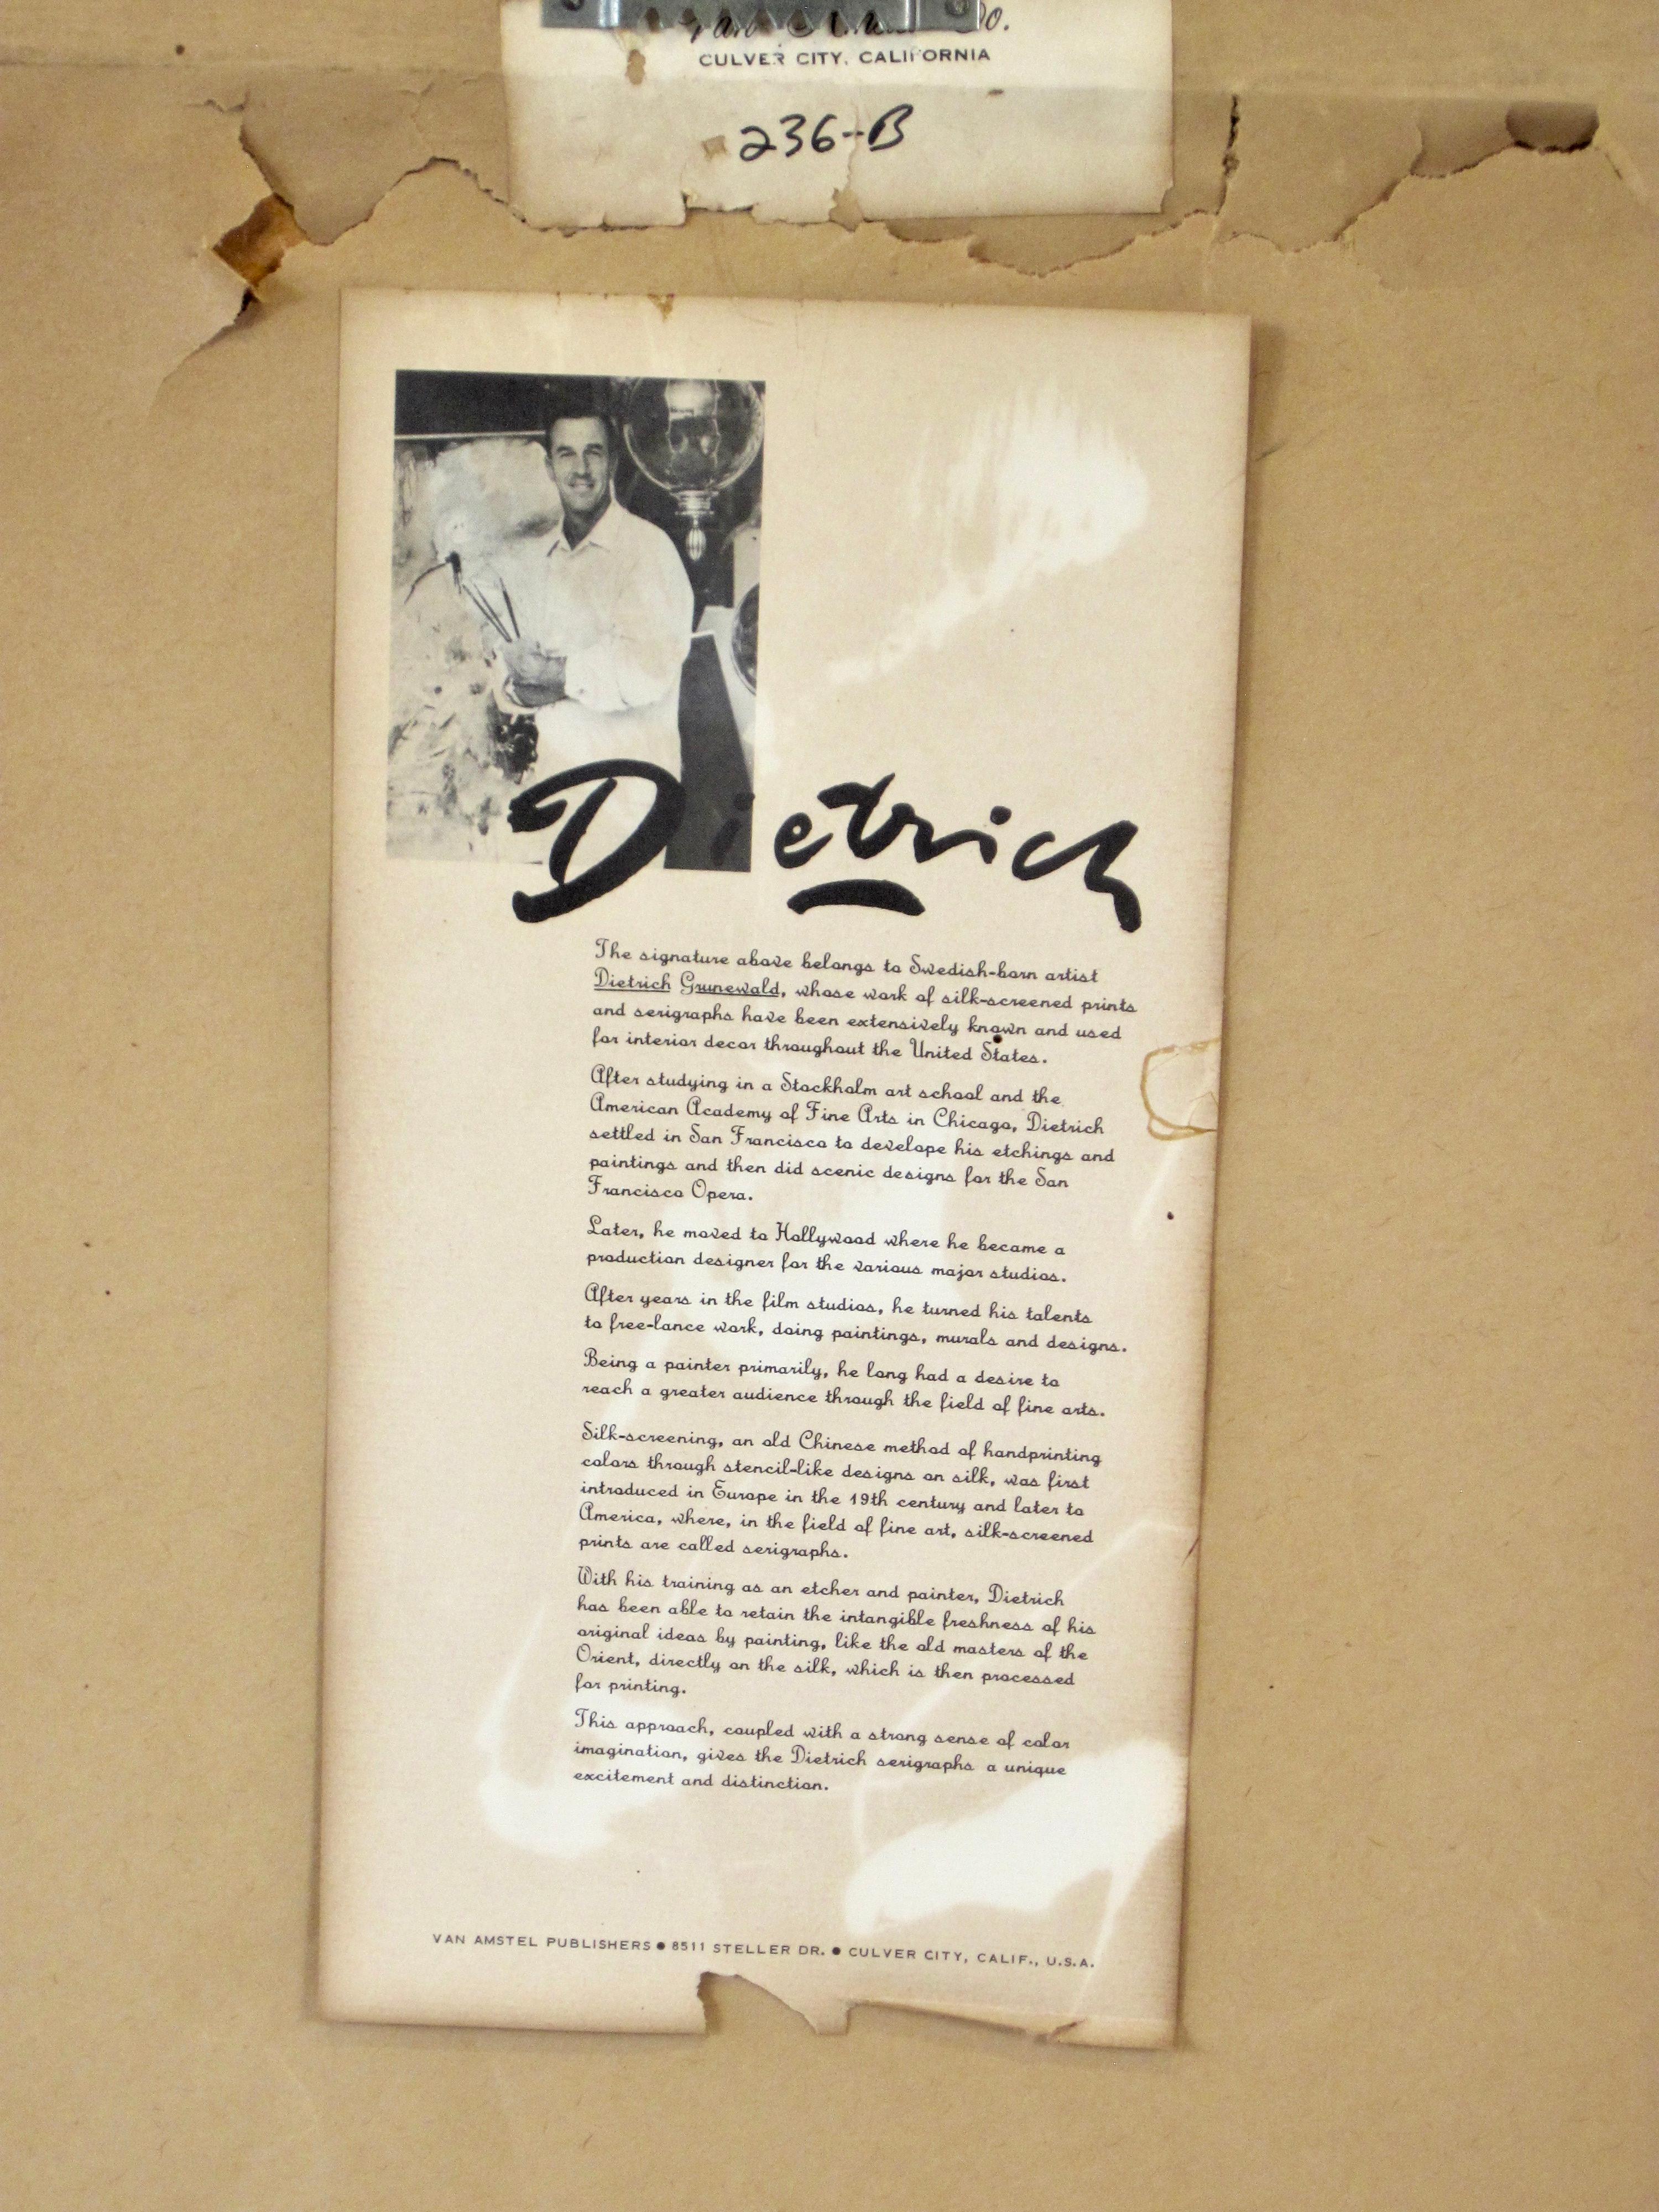 Co.
CULVER CITY, CALIFORNIA
236-B
Dietrich
The signature above belongs to Swedish-born artist
Dietrich Grunewald, whose work of silk-screened prints
and serigraphs have been extensively known and used
for interior decor throughout the United States.
After studying in a Stockholm art school and the
American Academy of Fine Arts in Chicago, Dietrich
settled in San Francisco to develope his etchings and
paintings and then did scenic designs for the San
Francisco Opera.
Later, he moved to Hollywood where he became a
production designer for the various major studios.
After years in the film studios, he turned his talents
to free-lance work, doing paintings, murals and designs.
Being a painter primarily, he long had a desire to
reach a greater audience through the field of fine arts.
Silk-screening, an old Chinese method of handprinting
colors through stencil-like designs on silk, was first
introduced in Europe in the 19th century and later to
America, where, in the field of fine art, silk-screened
prints are called serigraphs.
With his training as an etcher and painter, Dietrich
has been able to retain the intangible freshness of his
original ideas by painting, like the old masters of the
Orient, directly on the silk, which is then processed
for printing.
This approach, coupled with a strong sense of color
imagination, gives the Dietrich serigraphs a unique
excitement and distinction.
VAN AMSTEL PUBLISHERS ● 8511 STELLER DR. ● CULVER CITY, CALIF., U.S.A.